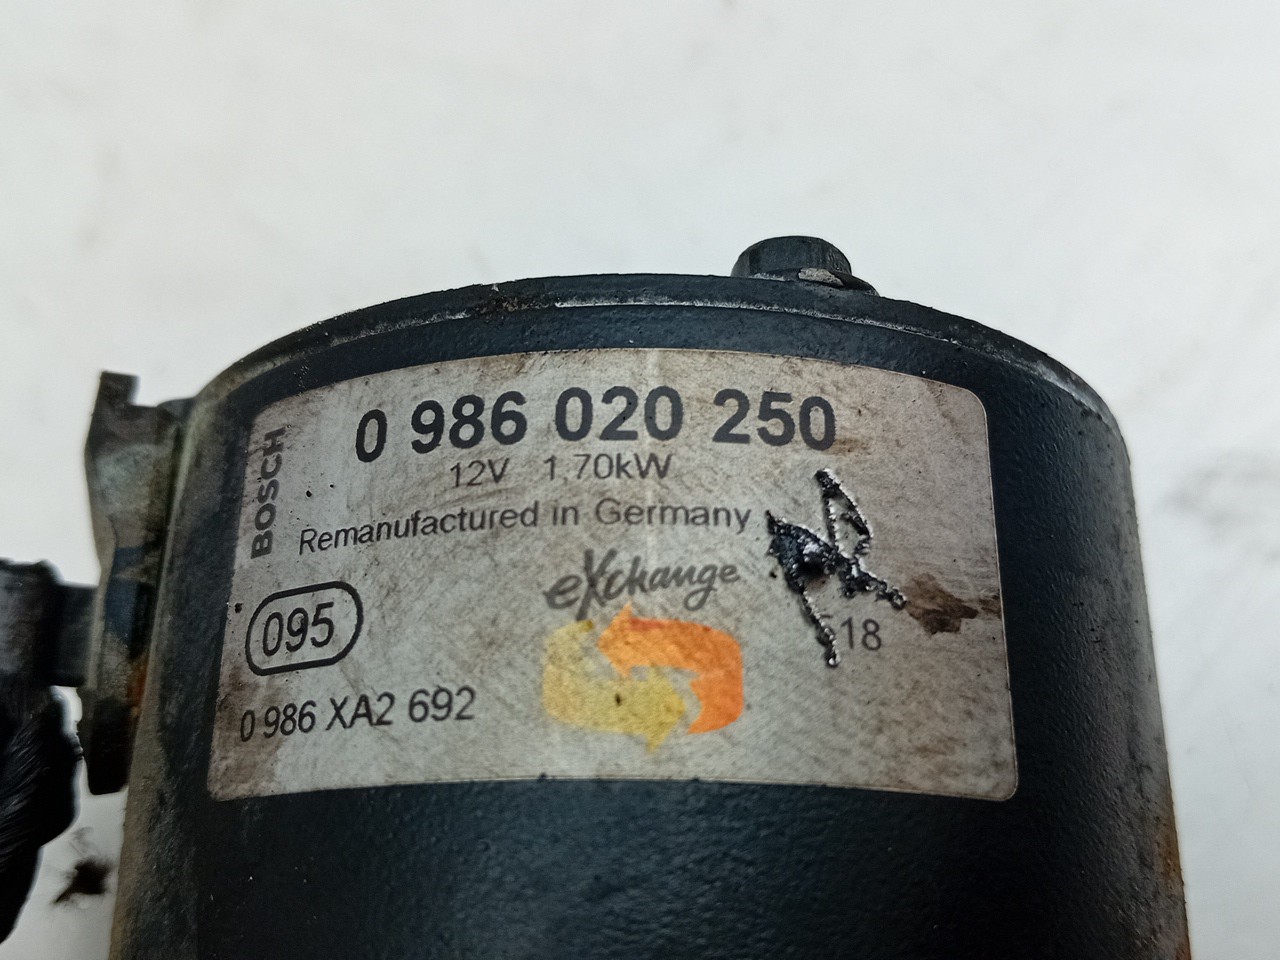 0 986 020 250
12V 1,70kW
BOSCH
Remanufactured in Germany
eXchange
095
18
0 986 XA2 692